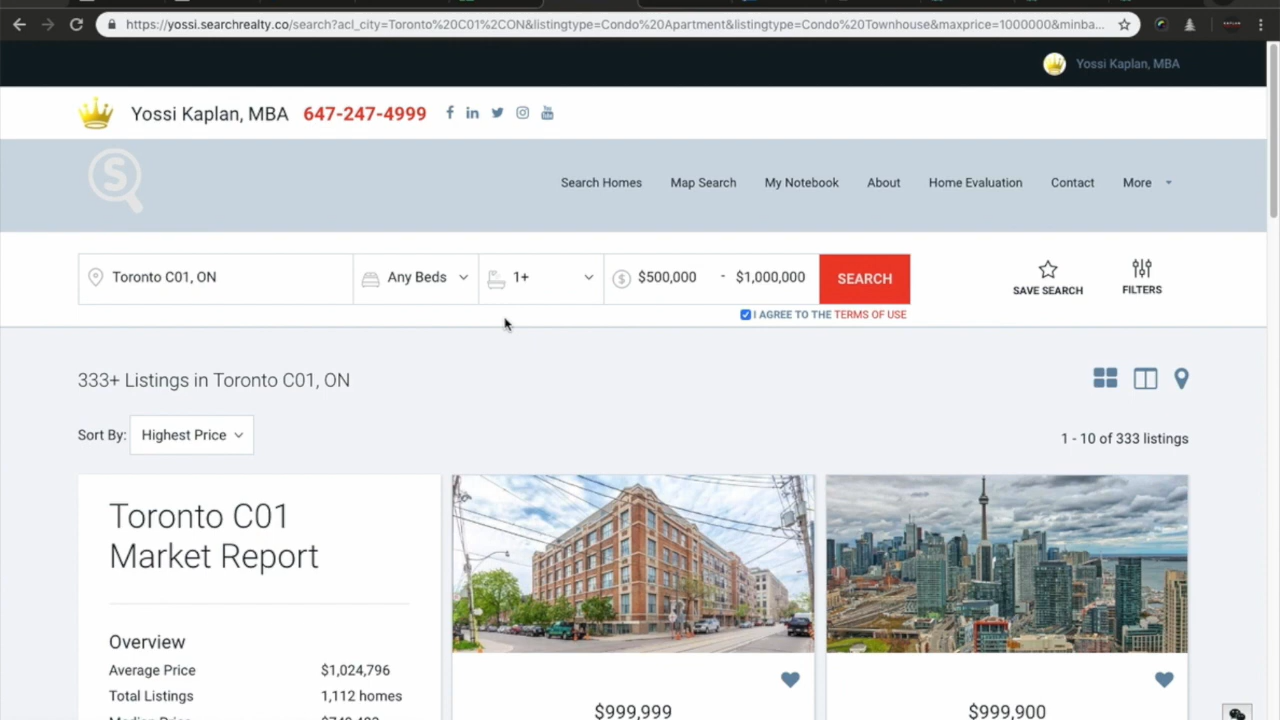 https://yossi.searchrealty.co/search?acl_city=Toronto%20C01%2CON&listingtype=Condo%20Apartment&listingtype=Condo%20Townhouse&maxprice=1000000&minba...
Yossi Kaplan, MBA
Yossi Kaplan, MBA 647-247-4999
S
Search Homes Map Search My Notebook About Home Evaluation Contact More
Toronto C01, ON Any Beds 1+ $ $500,000 - $1,000,000 SEARCH
SAVE SEARCH FILTERS
I AGREE TO THE TERMS OF USE
333+ Listings in Toronto C01, ON
Sort By: Highest Price
1 - 10 of 333 listings
Toronto C01
Market Report
Overview
Average Price $1,024,796
Total Listings 1,112 homes
$999,999
$999,900